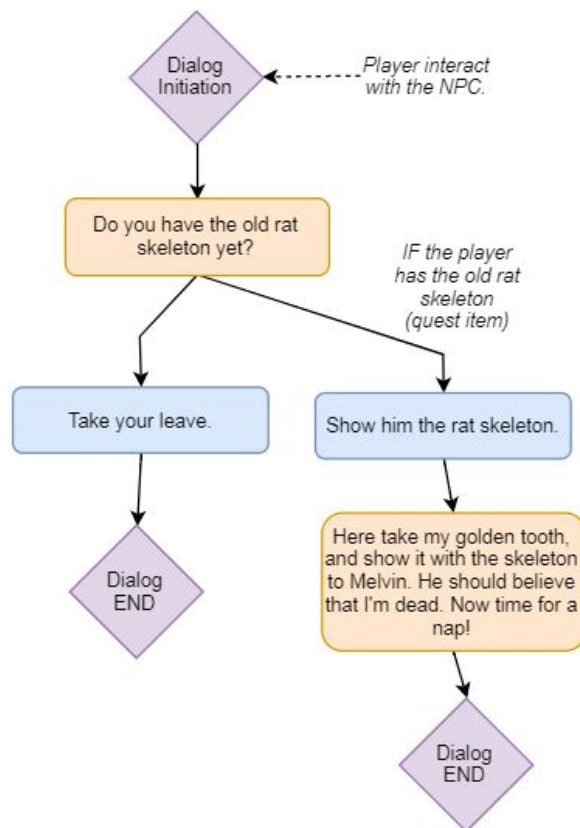 Dialog
Initiation
Player interact
with the NPC.
Do you have the old rat
skeleton yet?
IF the player
has the old rat
skeleton
(quest item)
Take your leave.
Show him the rat skeleton.
Here take my golden tooth,
and show it with the skeleton
to Melvin. He should believe
that I'm dead. Now time for a
nap!
Dialog
END
Dialog
END